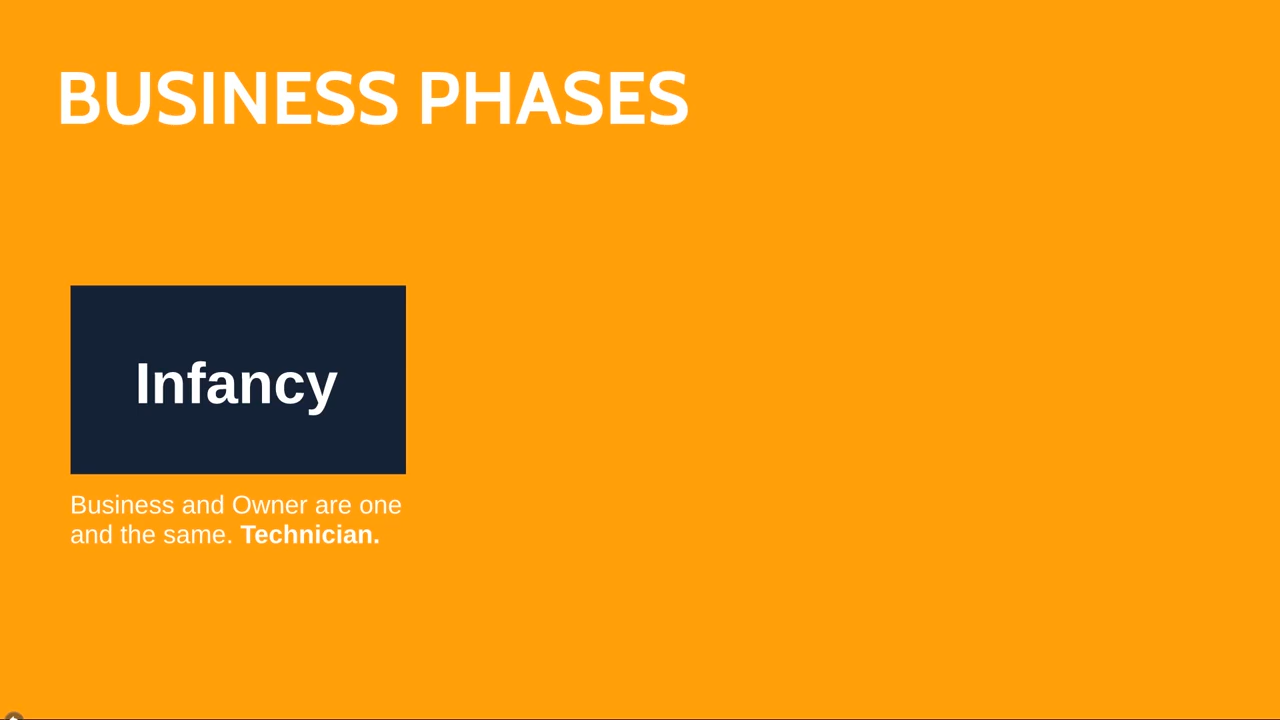 BUSINESS PHASES
Infancy
Business and Owner are one
and the same. Technician.